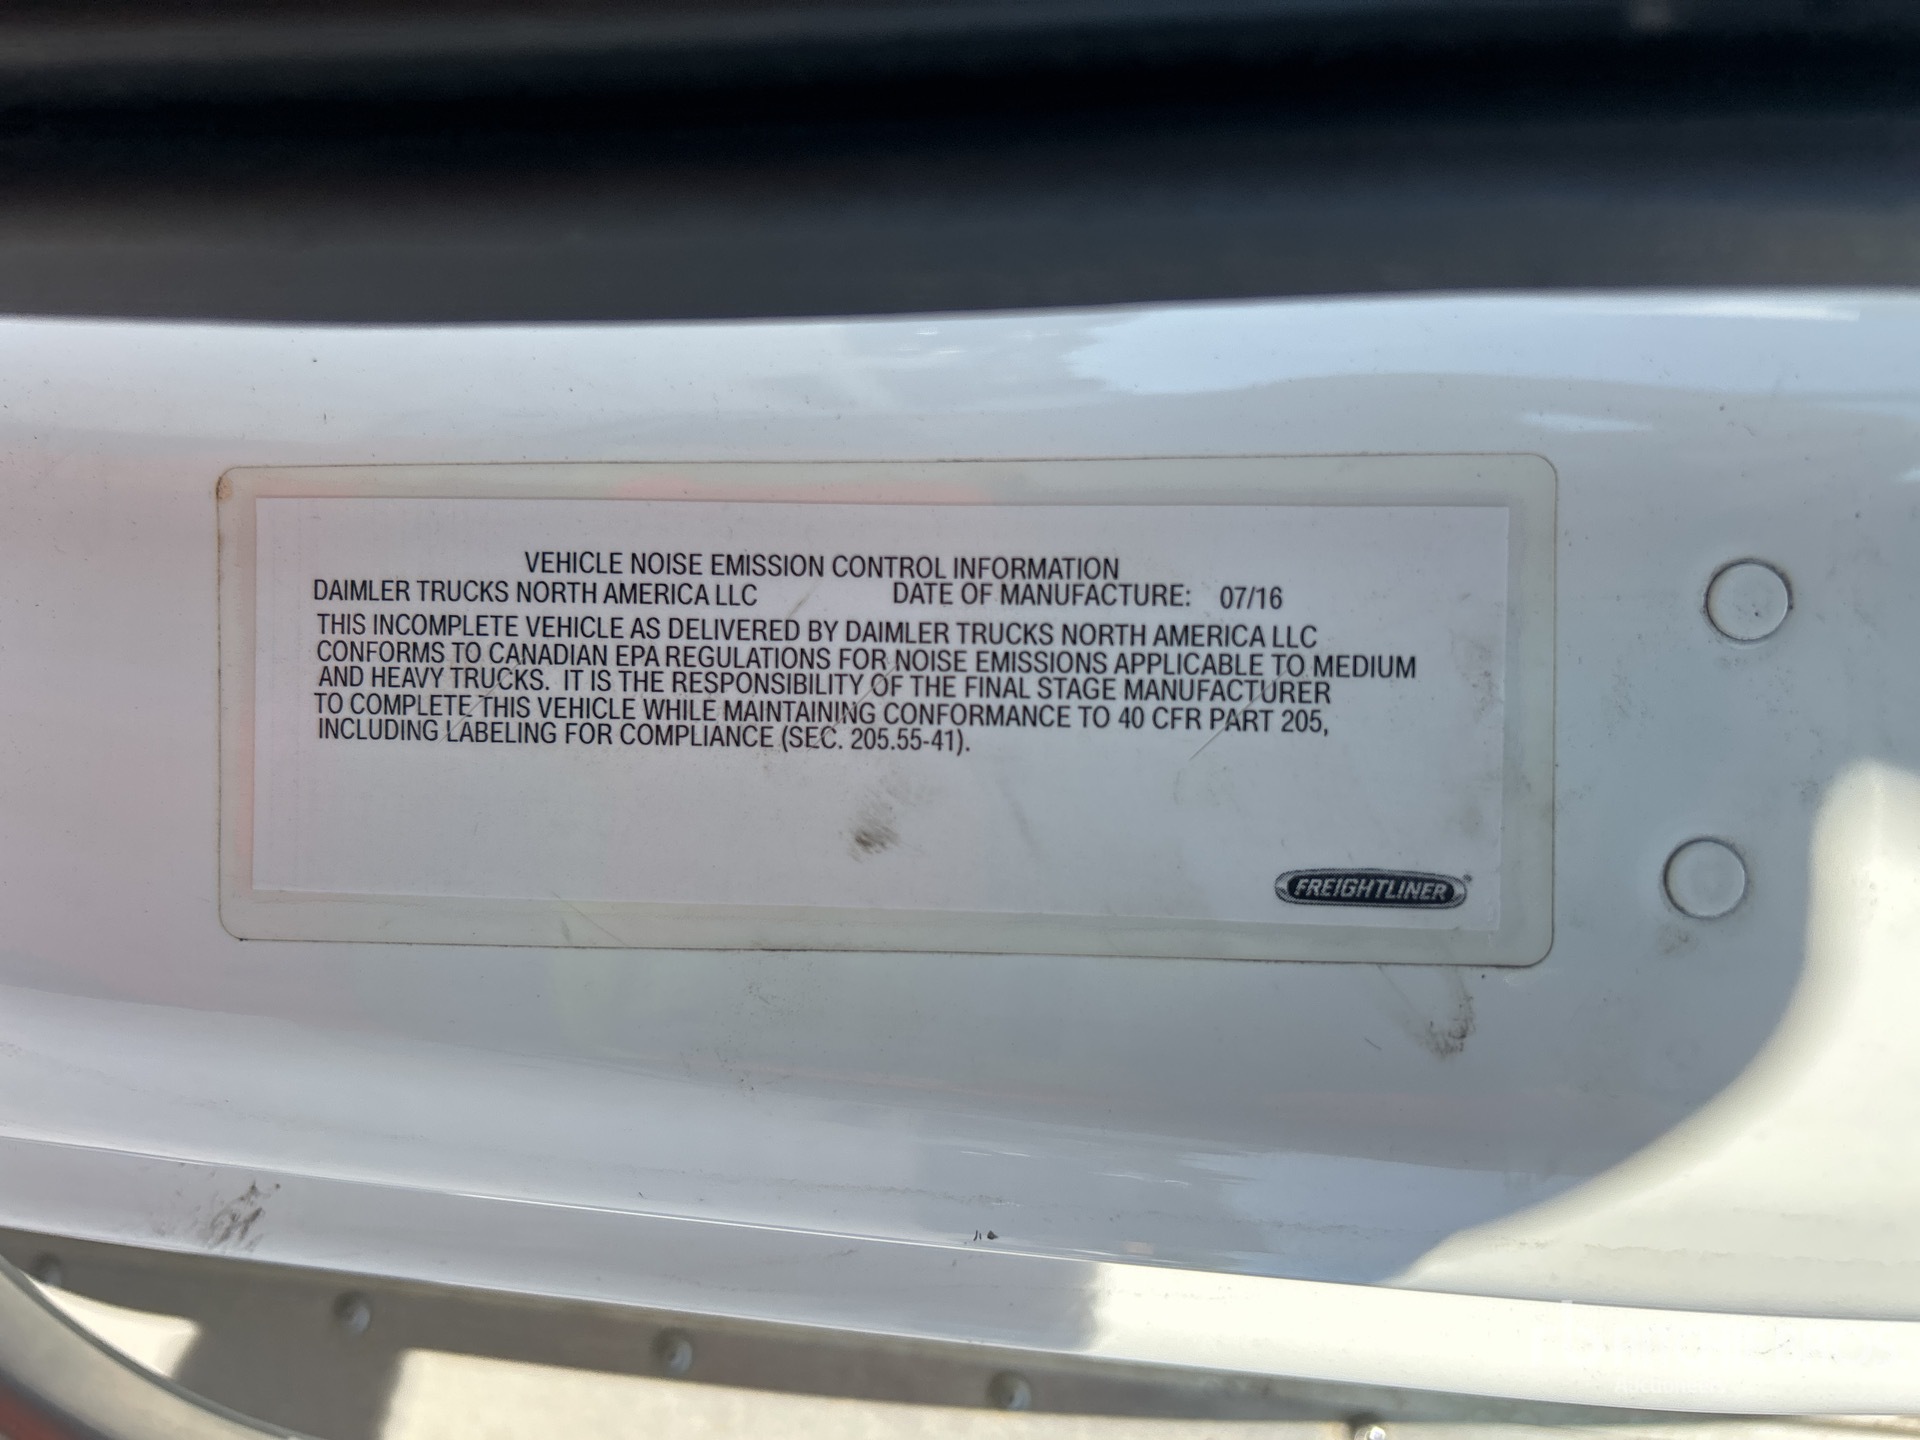 VEHICLE NOISE EMISSION CONTROL INFORMATION
DAIMLER TRUCKS NORTH AMERICA LLC DATE OF MANUFACTURE: 07/16
THIS INCOMPLETE VEHICLE AS DELIVERED BY DAIMLER TRUCKS NORTH AMERICA LLC
CONFORMS TO CANADIAN EPA REGULATIONS FOR NOISE EMISSIONS APPLICABLE TO MEDIUM
AND HEAVY TRUCKS. IT IS THE RESPONSIBILITY OF THE FINAL STAGE MANUFACTURER
TO COMPLETE THIS VEHICLE WHILE MAINTAINING CONFORMANCE TO 40 CFR PART 205,
INCLUDING LABELING FOR COMPLIANCE (SEC. 205.55-41).
FREIGHTLINER
Auctioneers